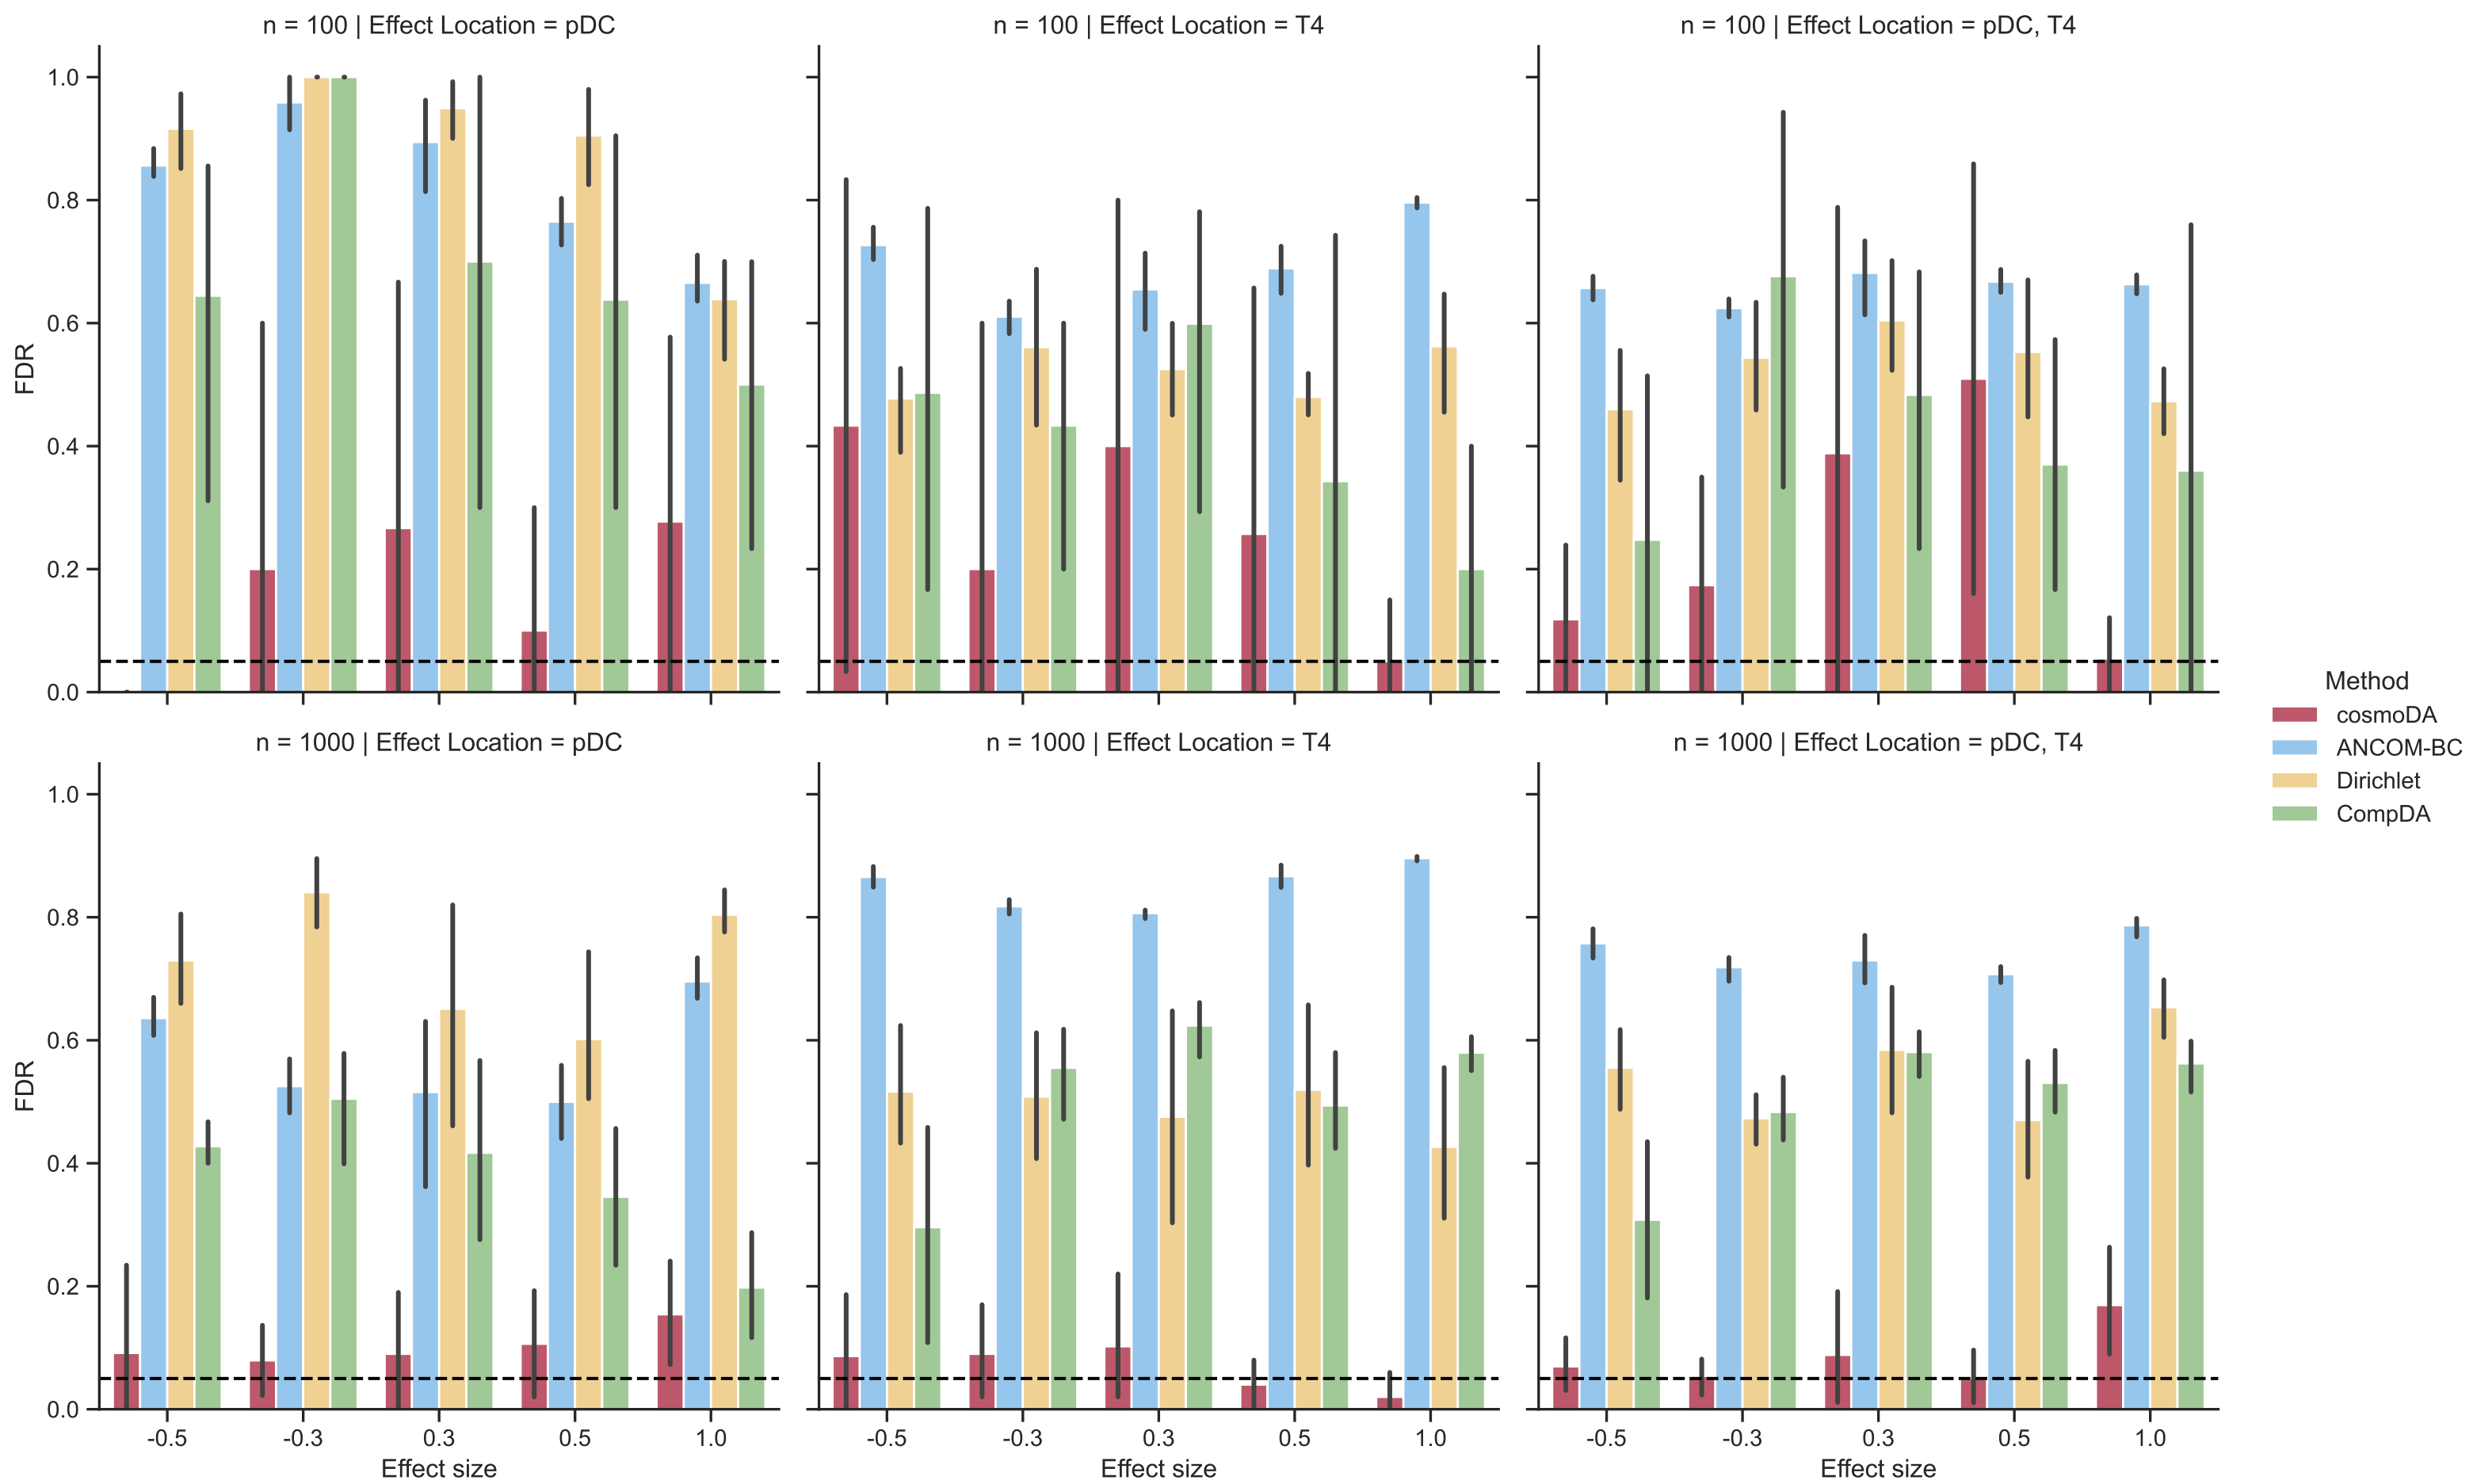 n = 100 | Effect Location = pDC
n = 100 | Effect Location = T4
n = 100 | Effect Location = pDC, T4
FDR
1.0
0.8
0.6
0.4
0.2
0.0
n = 1000 | Effect Location = pDC
n = 1000 | Effect Location = T4
n = 1000 | Effect Location = pDC, T4
Method
cosmoDA
ANCOM-BC
Dirichlet
CompDA
FDR
1.0
0.8
0.6
0.4
0.2
0.0
-0.5 -0.3 0.3 0.5 1.0
-0.5 -0.3 0.3 0.5 1.0
-0.5 -0.3 0.3 0.5 1.0
Effect size
Effect size
Effect size